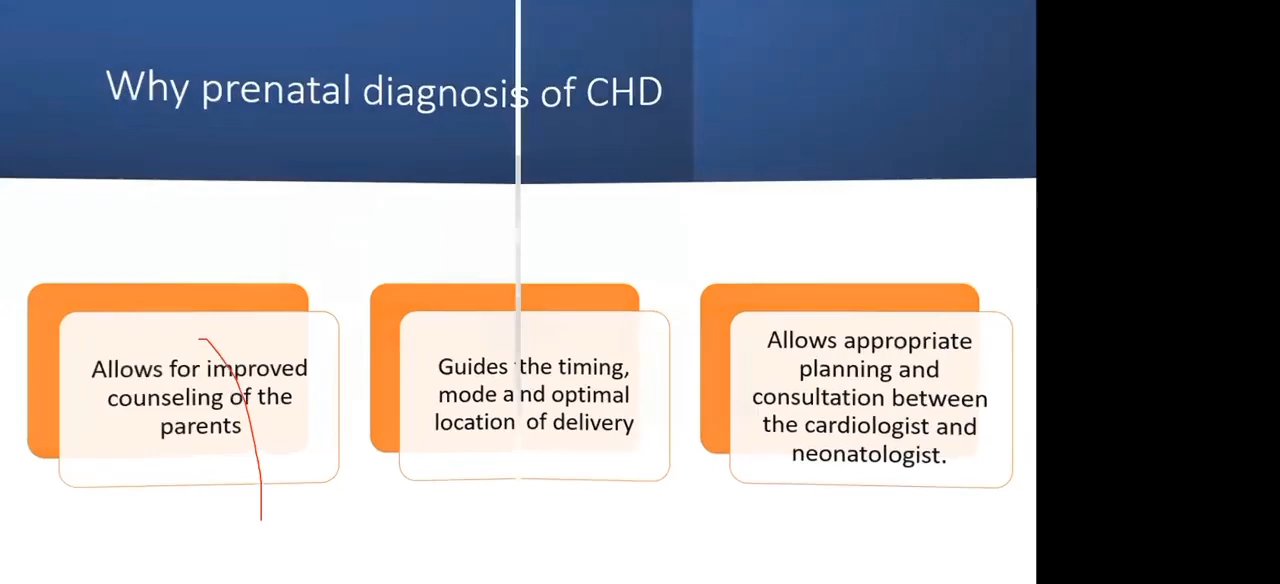 Why prenatal diagnosis of CHD
Allows for improved
counseling of the
parents
Guides the timing,
mode and optimal
location of delivery
Allows appropriate
planning and
consultation between
the cardiologist and
neonatologist.